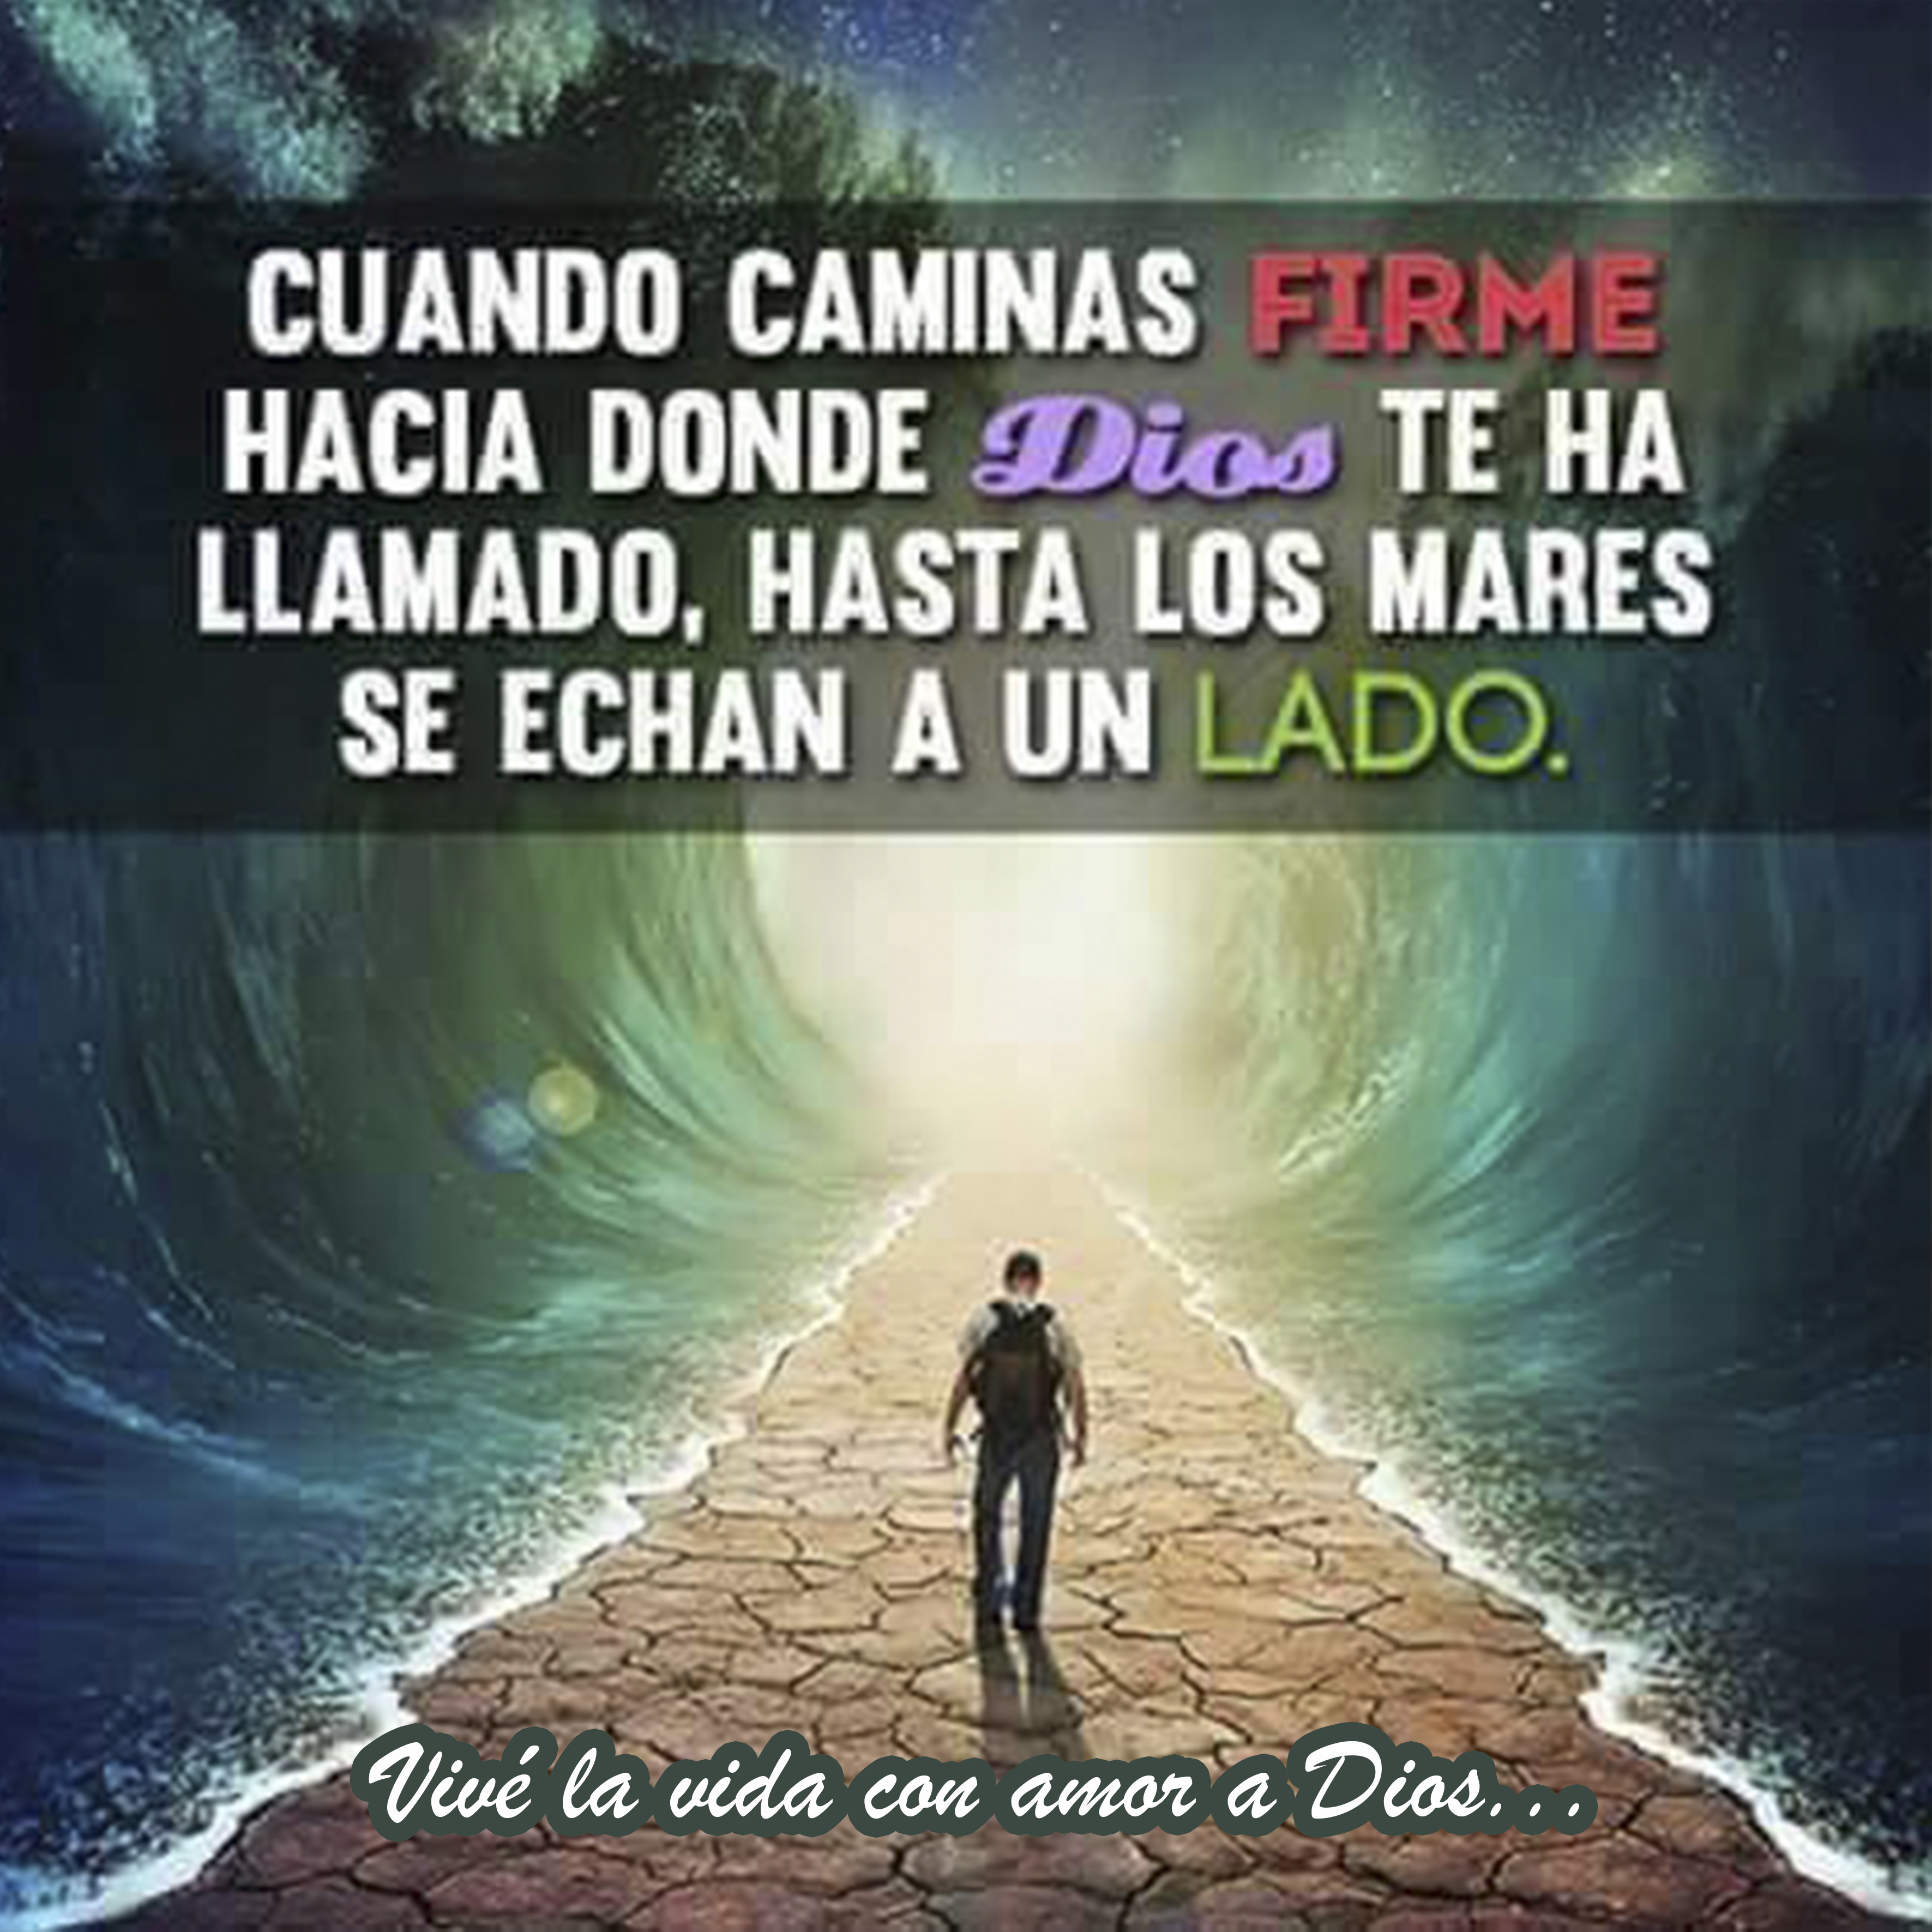 CUANDO CAMINAS FIRME
HACIA DONDE Dios TE HA
LLAMADO, HASTA LOS MARES
SE ECHAN A UN LADO.
Vivé la vida con amor a Dios...